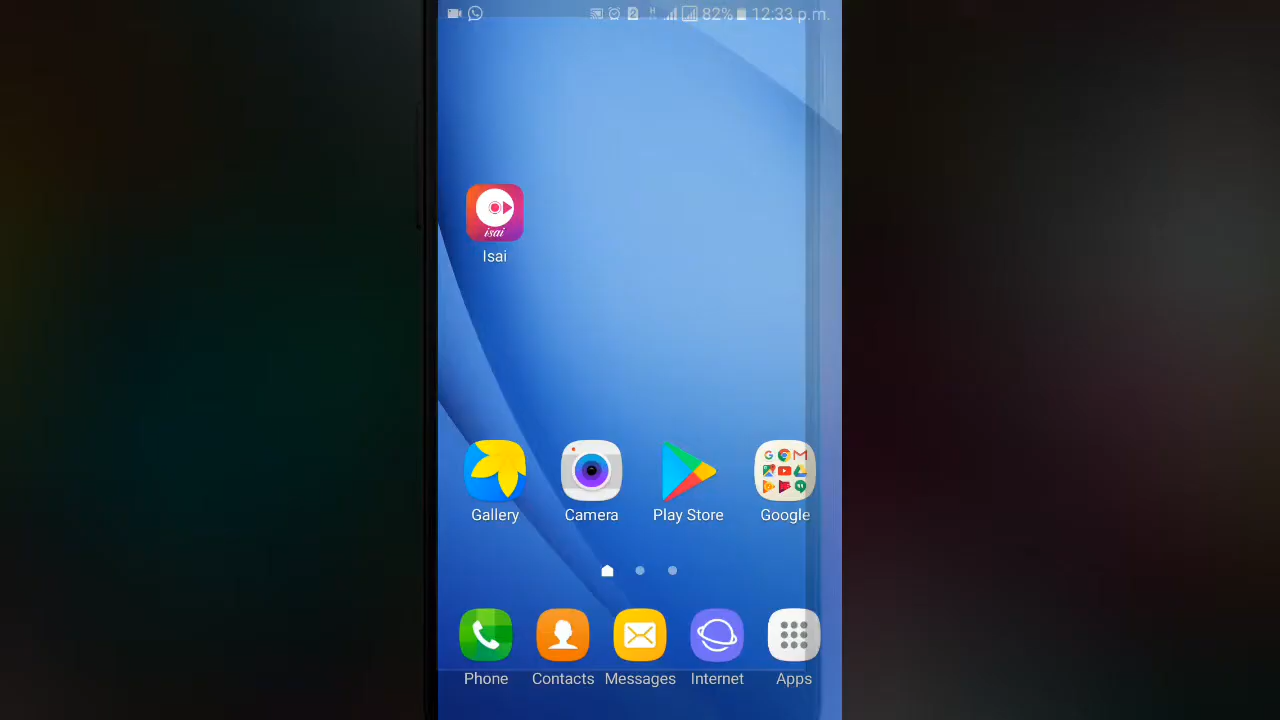 82% 12:33 p.m.
isai
Isai
Gallery Camera Play Store Google
Phone Contacts Messages Internet Apps